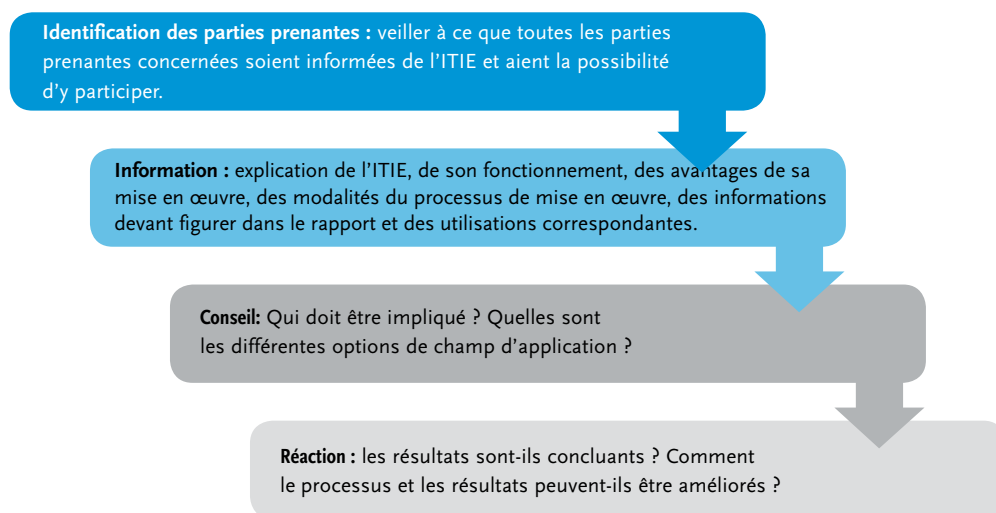 Identification des parties prenantes : veiller à ce que toutes les parties
prenantes concernées soient informées de l’ITIE et aient la possibilité
d’y participer.
Information : explication de l’ITIE, de son fonctionnement, des avantages de sa
mise en œuvre, des modalités du processus de mise en œuvre, des informations
devant figurer dans le rapport et des utilisations correspondantes.
Conseil: Qui doit être impliqué ? Quelles sont
les différentes options de champ d’application ?
Réaction : les résultats sont-ils concluants ? Comment
le processus et les résultats peuvent-ils être améliorés ?